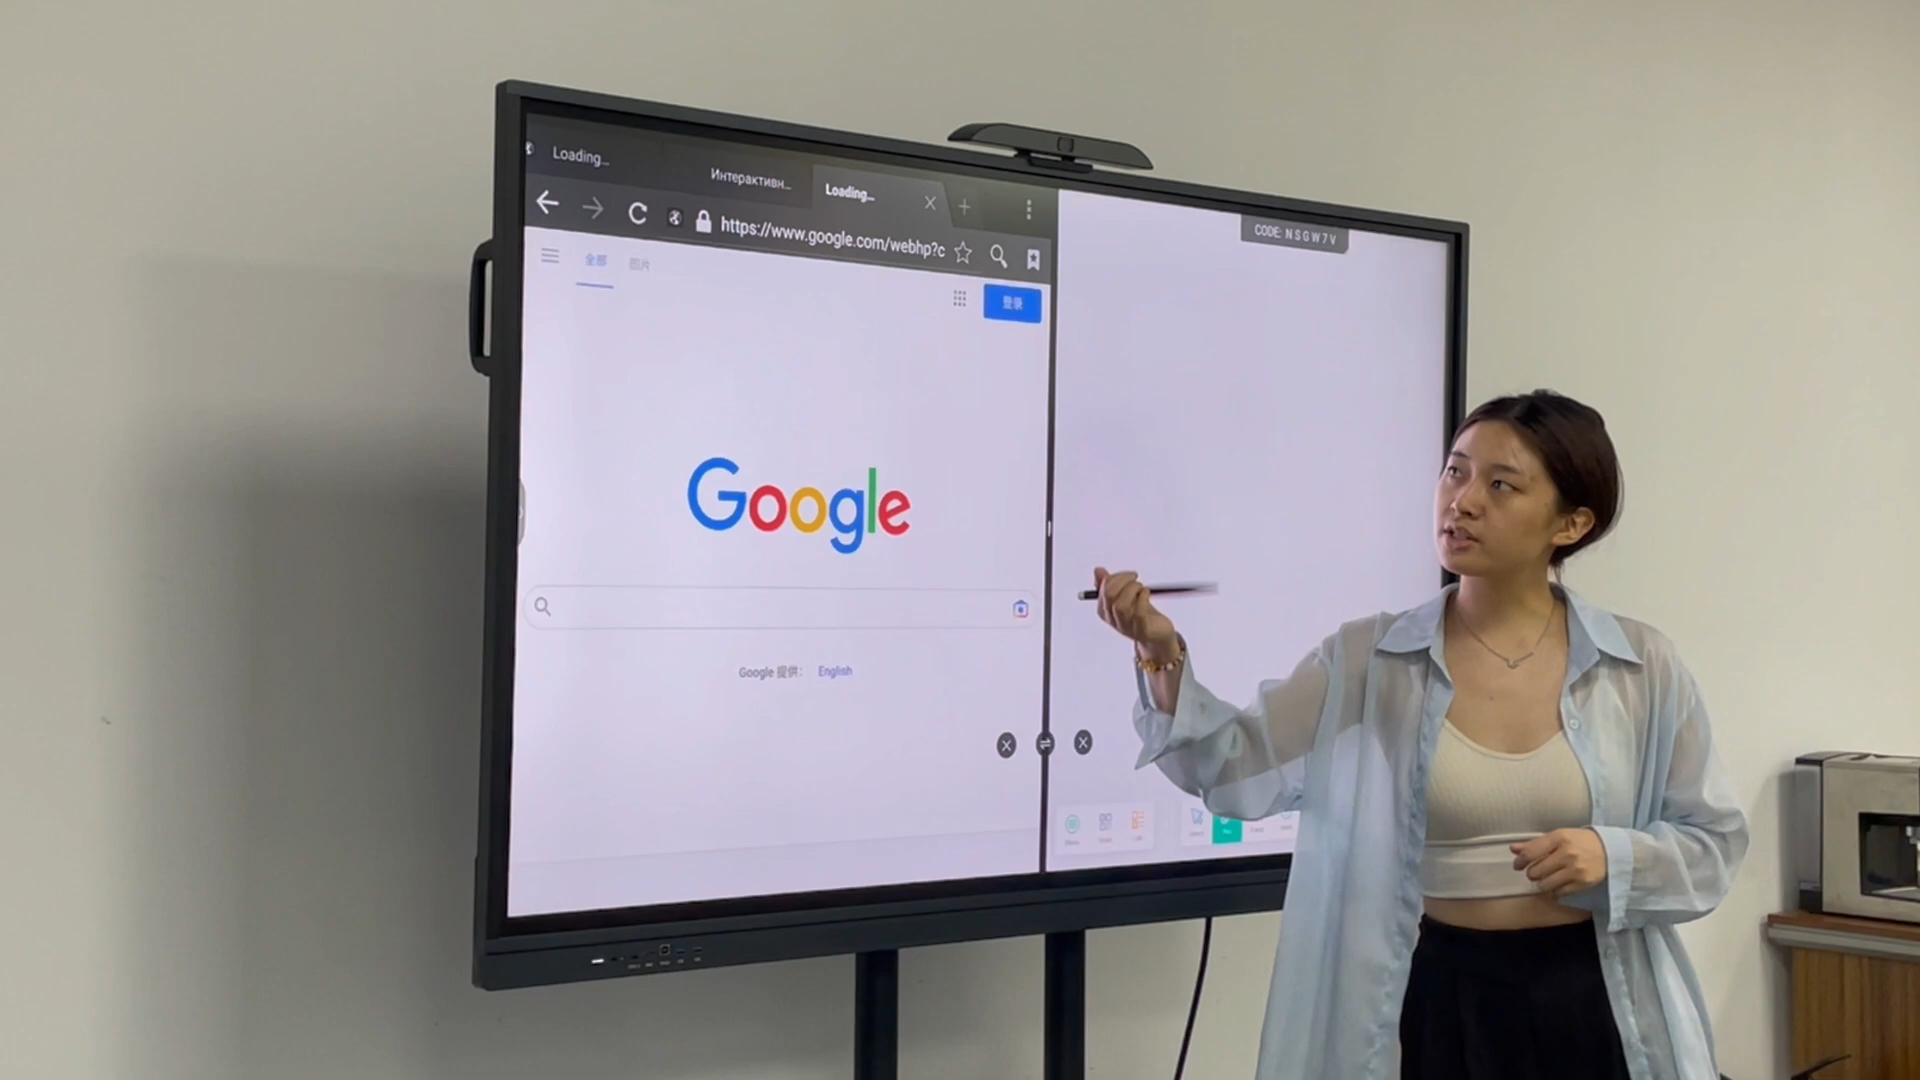 Loading...
Интерактивн...
Loading...
https://www.google.com/webhp?c
CODE: NSGW7V
全部
图片
登录
Google
Google 提供：
English